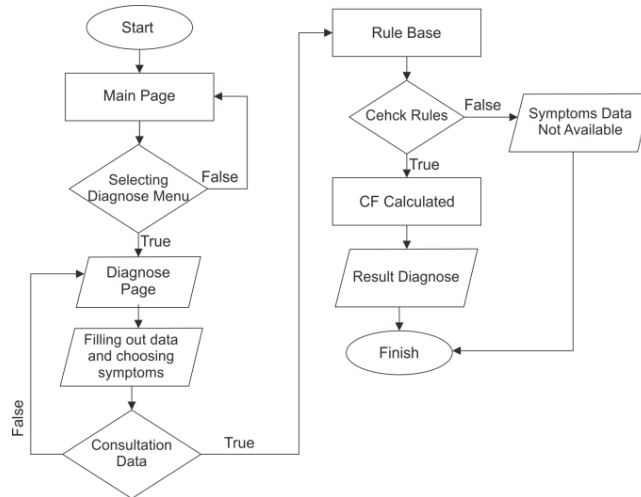 Start
Main Page
Selecting
Diagnose Menu
False
True
Diagnose
Page
Filling out data
and choosing
symptoms
False
Consultation
Data
True
Rule Base
Cehck Rules
False
Symptoms Data
Not Available
True
CF Calculated
Result Diagnose
Finish